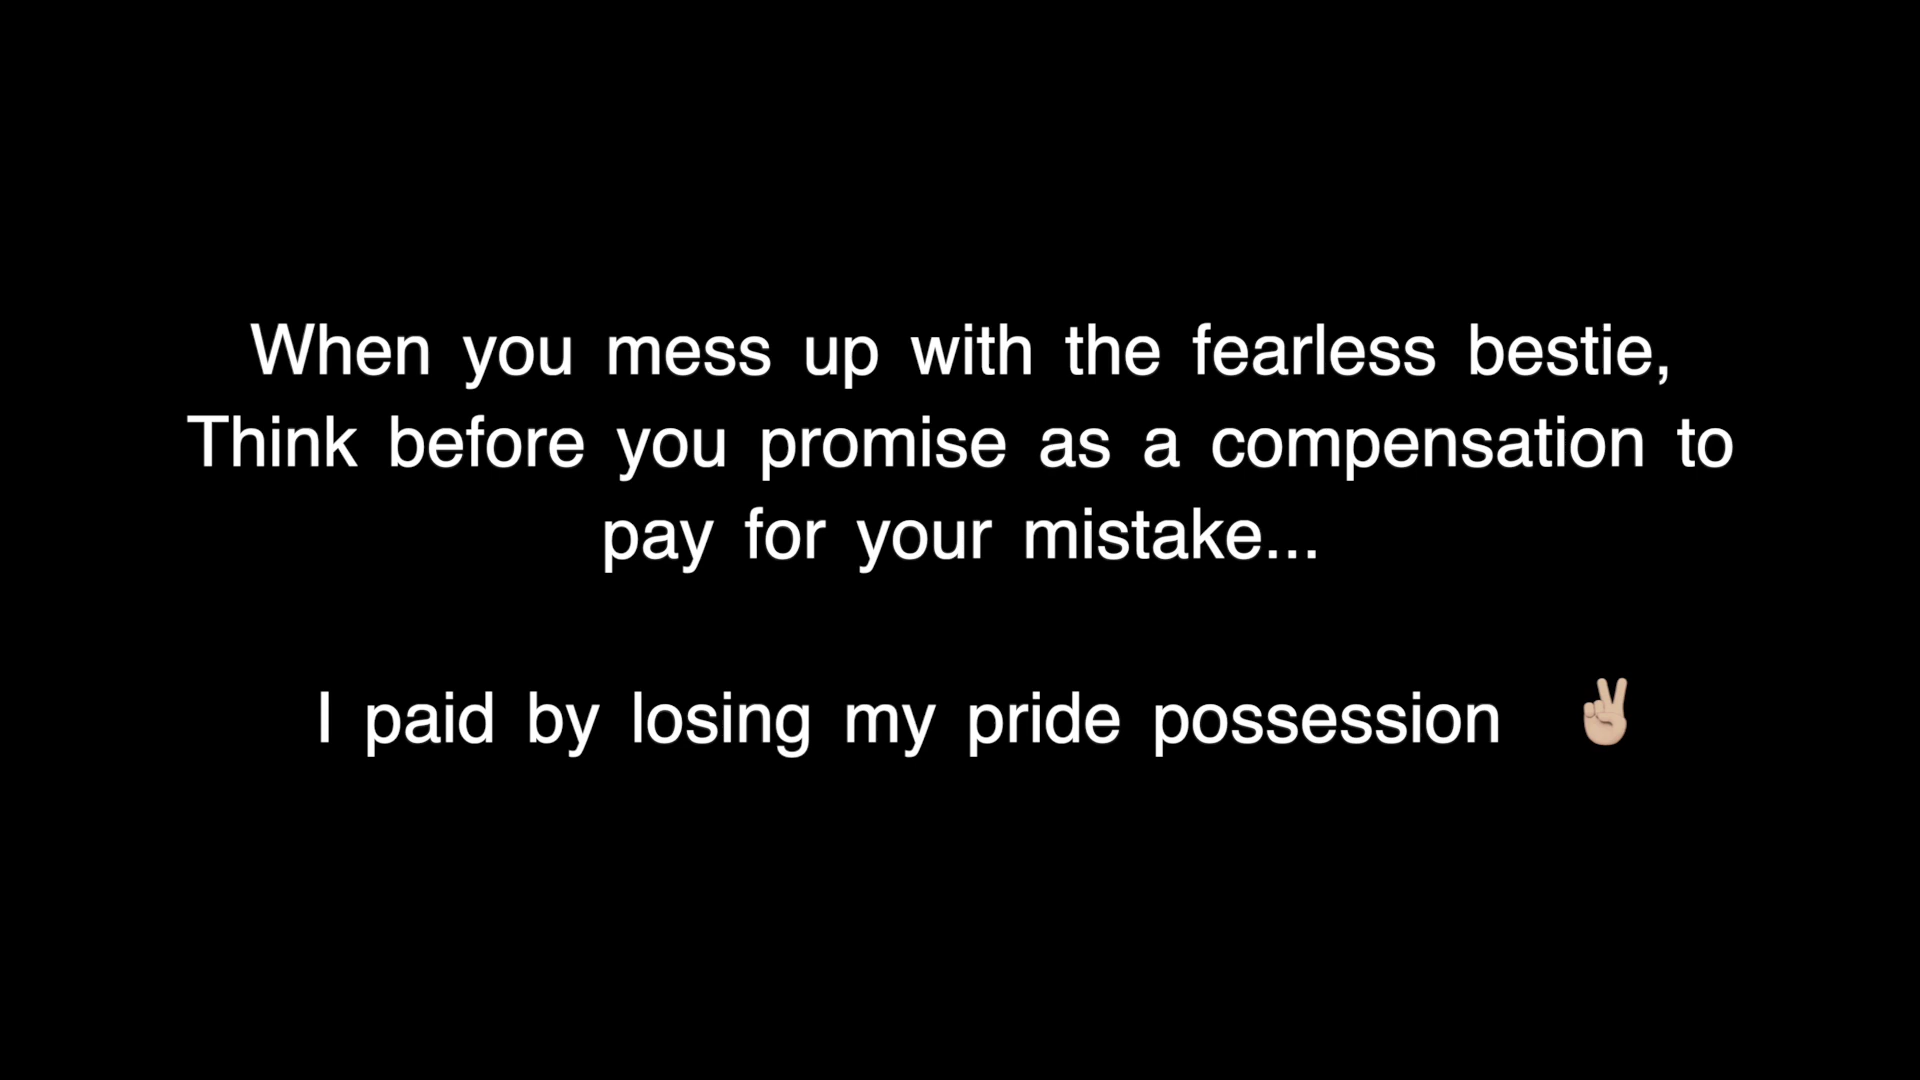 When you mess up with the fearless bestie,
Think before you promise as a compensation to
pay for your mistake...
I paid by losing my pride possession ✌🏼